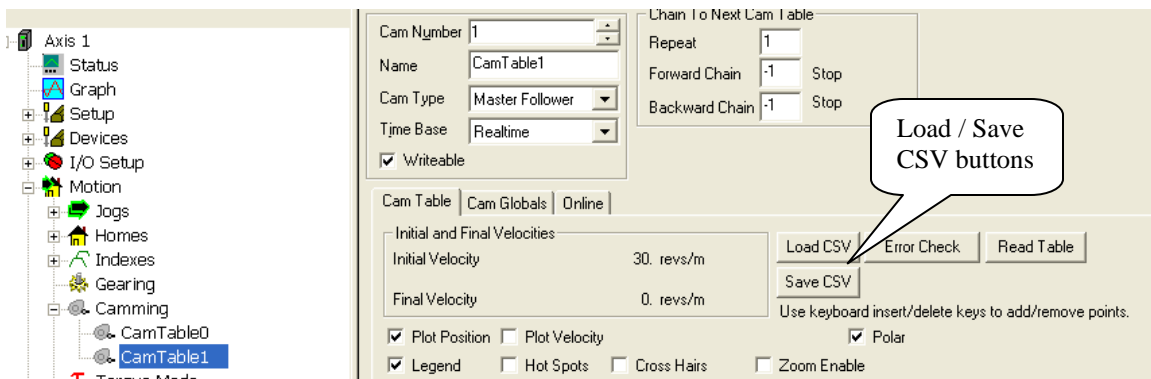 Axis 1
Status
Graph
Setup
Devices
I/O Setup
Motion
Jogs
Homes
Indexes
Gearing
Camming
CamTable0
CamTable1
Torque Mode
Cam Number 1
Name CamTable1
Cam Type Master Follower
Time Base Realtime
Writeable
Chain To Next Cam Table
Repeat 1
Forward Chain -1 Stop
Backward Chain -1 Stop
Load / Save
CSV buttons
Cam Table Cam Globals Online
Initial and Final Velocities
Initial Velocity 30. revs/m
Final Velocity 0. revs/m
Load CSV Error Check Read Table
Save CSV
Use keyboard insert/delete keys to add/remove points.
Plot Position Plot Velocity Polar
Legend Hot Spots Cross Hairs Zoom Enable